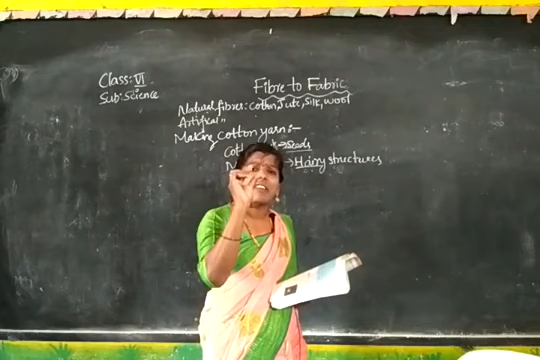 Class: VI
Sub: Science
Fibre to Fabric
Natural fibres: cotton, Jute, Silk, wool
Artificial "
Making cotton yarn:-
→ Seeds
→ Hairy structures